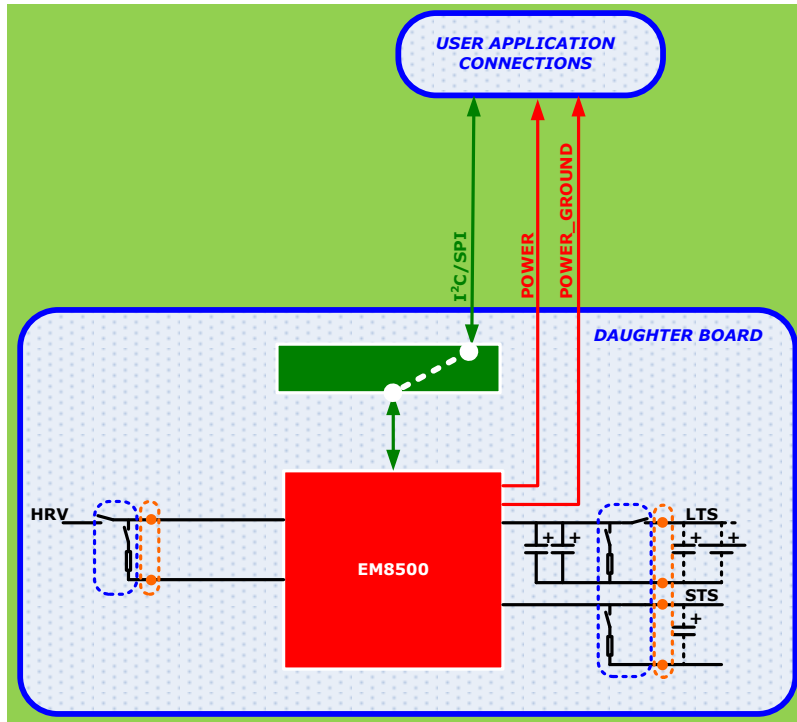 USER APPLICATION
CONNECTIONS
I²C/SPI
POWER
POWER_GROUND
DAUGHTER BOARD
HRV
EM8500
LTS
STS